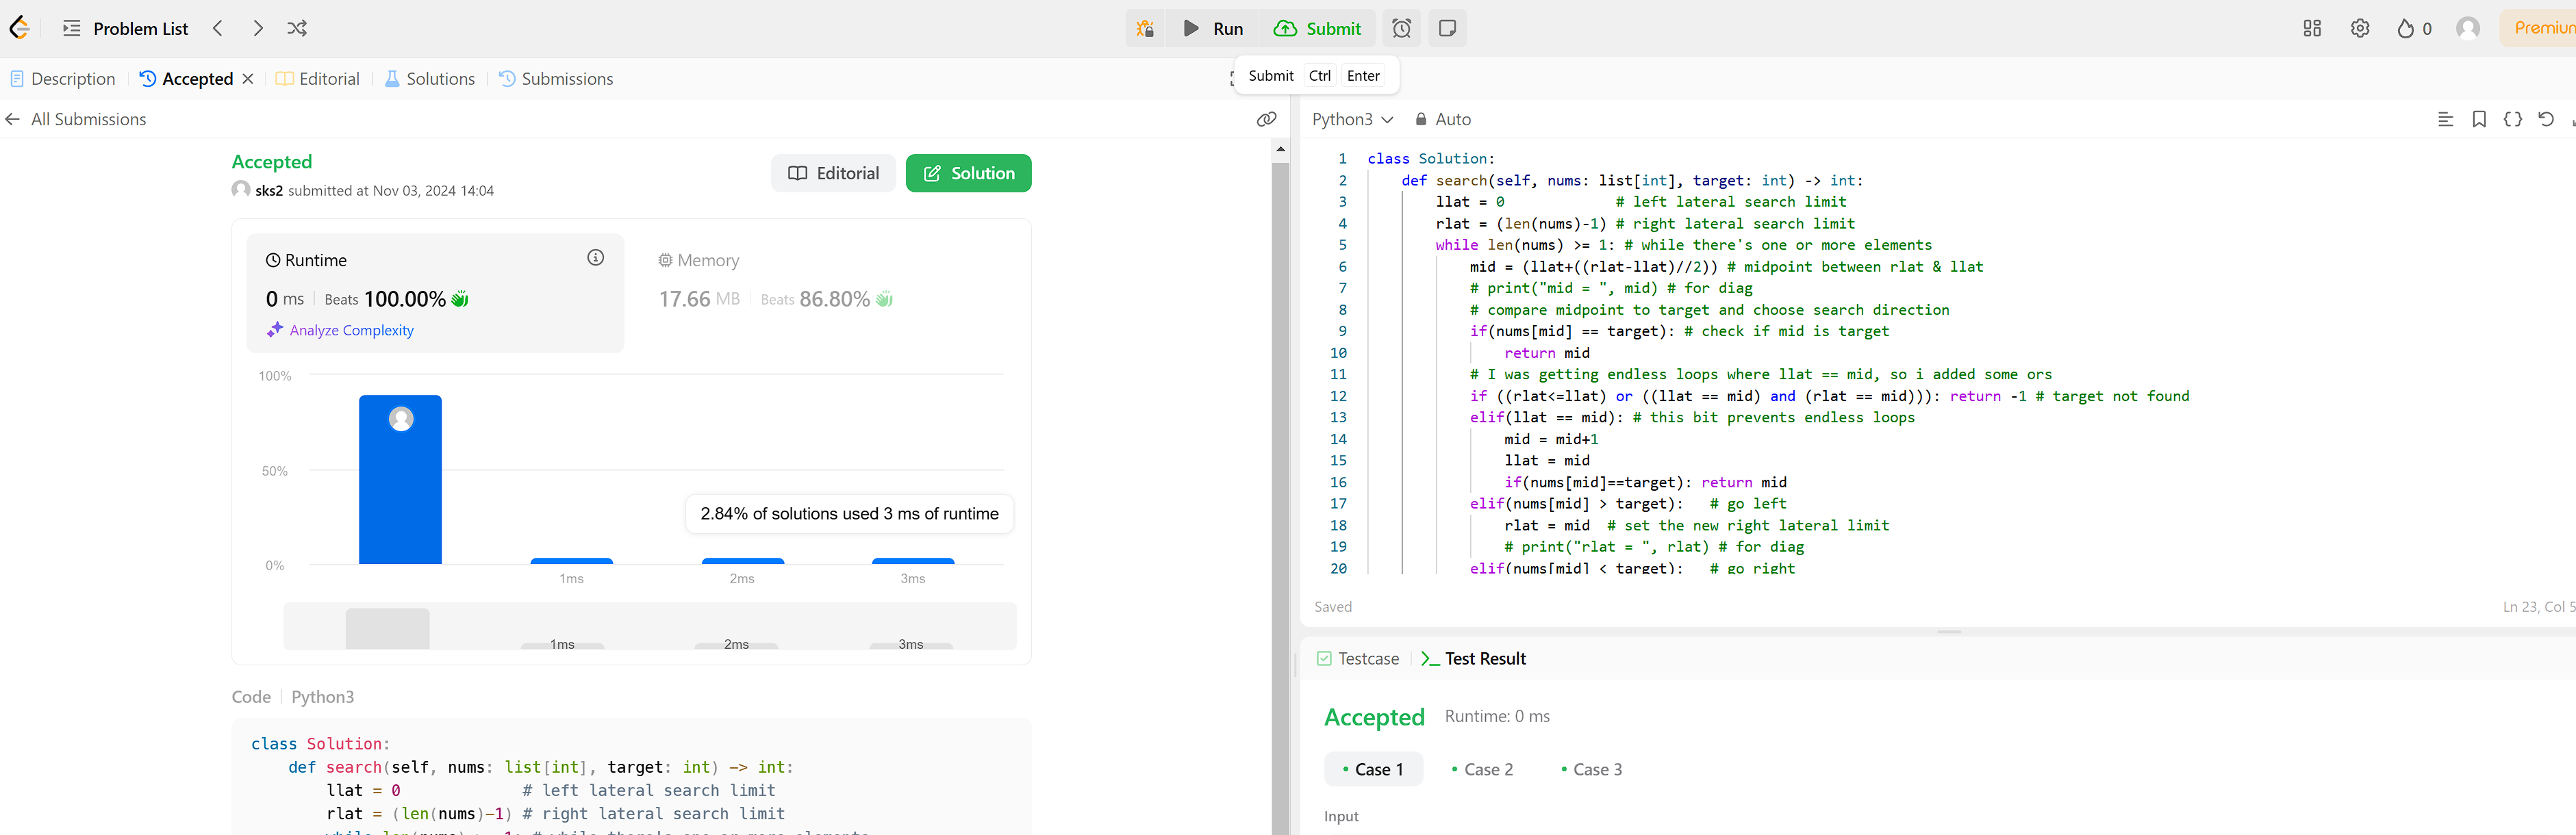 Problem List
Run
Submit
0
Premium
Description
Accepted
Editorial
Solutions
Submissions
Submit Ctrl Enter
All Submissions
Accepted
sks2 submitted at Nov 03, 2024 14:04
Editorial
Solution
Runtime
0 ms Beats 100.00%
Analyze Complexity
Memory
17.66 MB Beats 86.80%
100%
50%
0%
2.84% of solutions used 3 ms of runtime
1ms
2ms
3ms
1ms
2ms
3ms
Code Python3
class Solution:
    def search(self, nums: list[int], target: int) -> int:
        llat = 0             # left lateral search limit
        rlat = (len(nums)-1) # right lateral search limit
        while len(nums) >= 1: # while there's one or more elements
Python3
Auto
1 class Solution:
2     def search(self, nums: list[int], target: int) -> int:
3         llat = 0             # left lateral search limit
4         rlat = (len(nums)-1) # right lateral search limit
5         while len(nums) >= 1: # while there's one or more elements
6             mid = (llat+((rlat-llat)//2)) # midpoint between rlat & llat
7             # print("mid = ", mid) # for diag
8             # compare midpoint to target and choose search direction
9             if(nums[mid] == target): # check if mid is target
10                 return mid
11             # I was getting endless loops where llat == mid, so i added some ors
12             if ((rlat<=llat) or ((llat == mid) and (rlat == mid))): return -1 # target not found
13             elif(llat == mid): # this bit prevents endless loops
14                 mid = mid+1
15                 llat = mid
16                 if(nums[mid]==target): return mid
17             elif(nums[mid] > target):   # go left
18                 rlat = mid  # set the new right lateral limit
19                 # print("rlat = ", rlat) # for diag
20             elif(nums[mid] < target):   # go right
Saved
Ln 23, Col 5
Testcase
Test Result
Accepted
Runtime: 0 ms
Case 1
Case 2
Case 3
Input